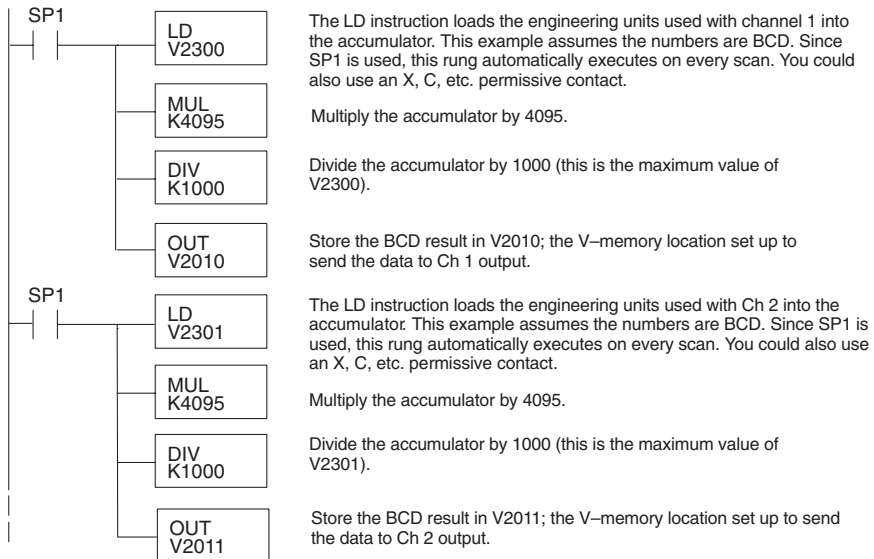 SP1
LD
V2300
The LD instruction loads the engineering units used with channel 1 into
the accumulator. This example assumes the numbers are BCD. Since
SP1 is used, this rung automatically executes on every scan. You could
also use an X, C, etc. permissive contact.
MUL
K4095
Multiply the accumulator by 4095.
DIV
K1000
Divide the accumulator by 1000 (this is the maximum value of
V2300).
OUT
V2010
Store the BCD result in V2010; the V–memory location set up to
send the data to Ch 1 output.
SP1
LD
V2301
The LD instruction loads the engineering units used with Ch 2 into the
accumulator. This example assumes the numbers are BCD. Since SP1 is
used, this rung automatically executes on every scan. You could also use
an X, C, etc. permissive contact.
MUL
K4095
Multiply the accumulator by 4095.
DIV
K1000
Divide the accumulator by 1000 (this is the maximum value of
V2301).
OUT
V2011
Store the BCD result in V2011; the V–memory location set up to send
the data to Ch 2 output.